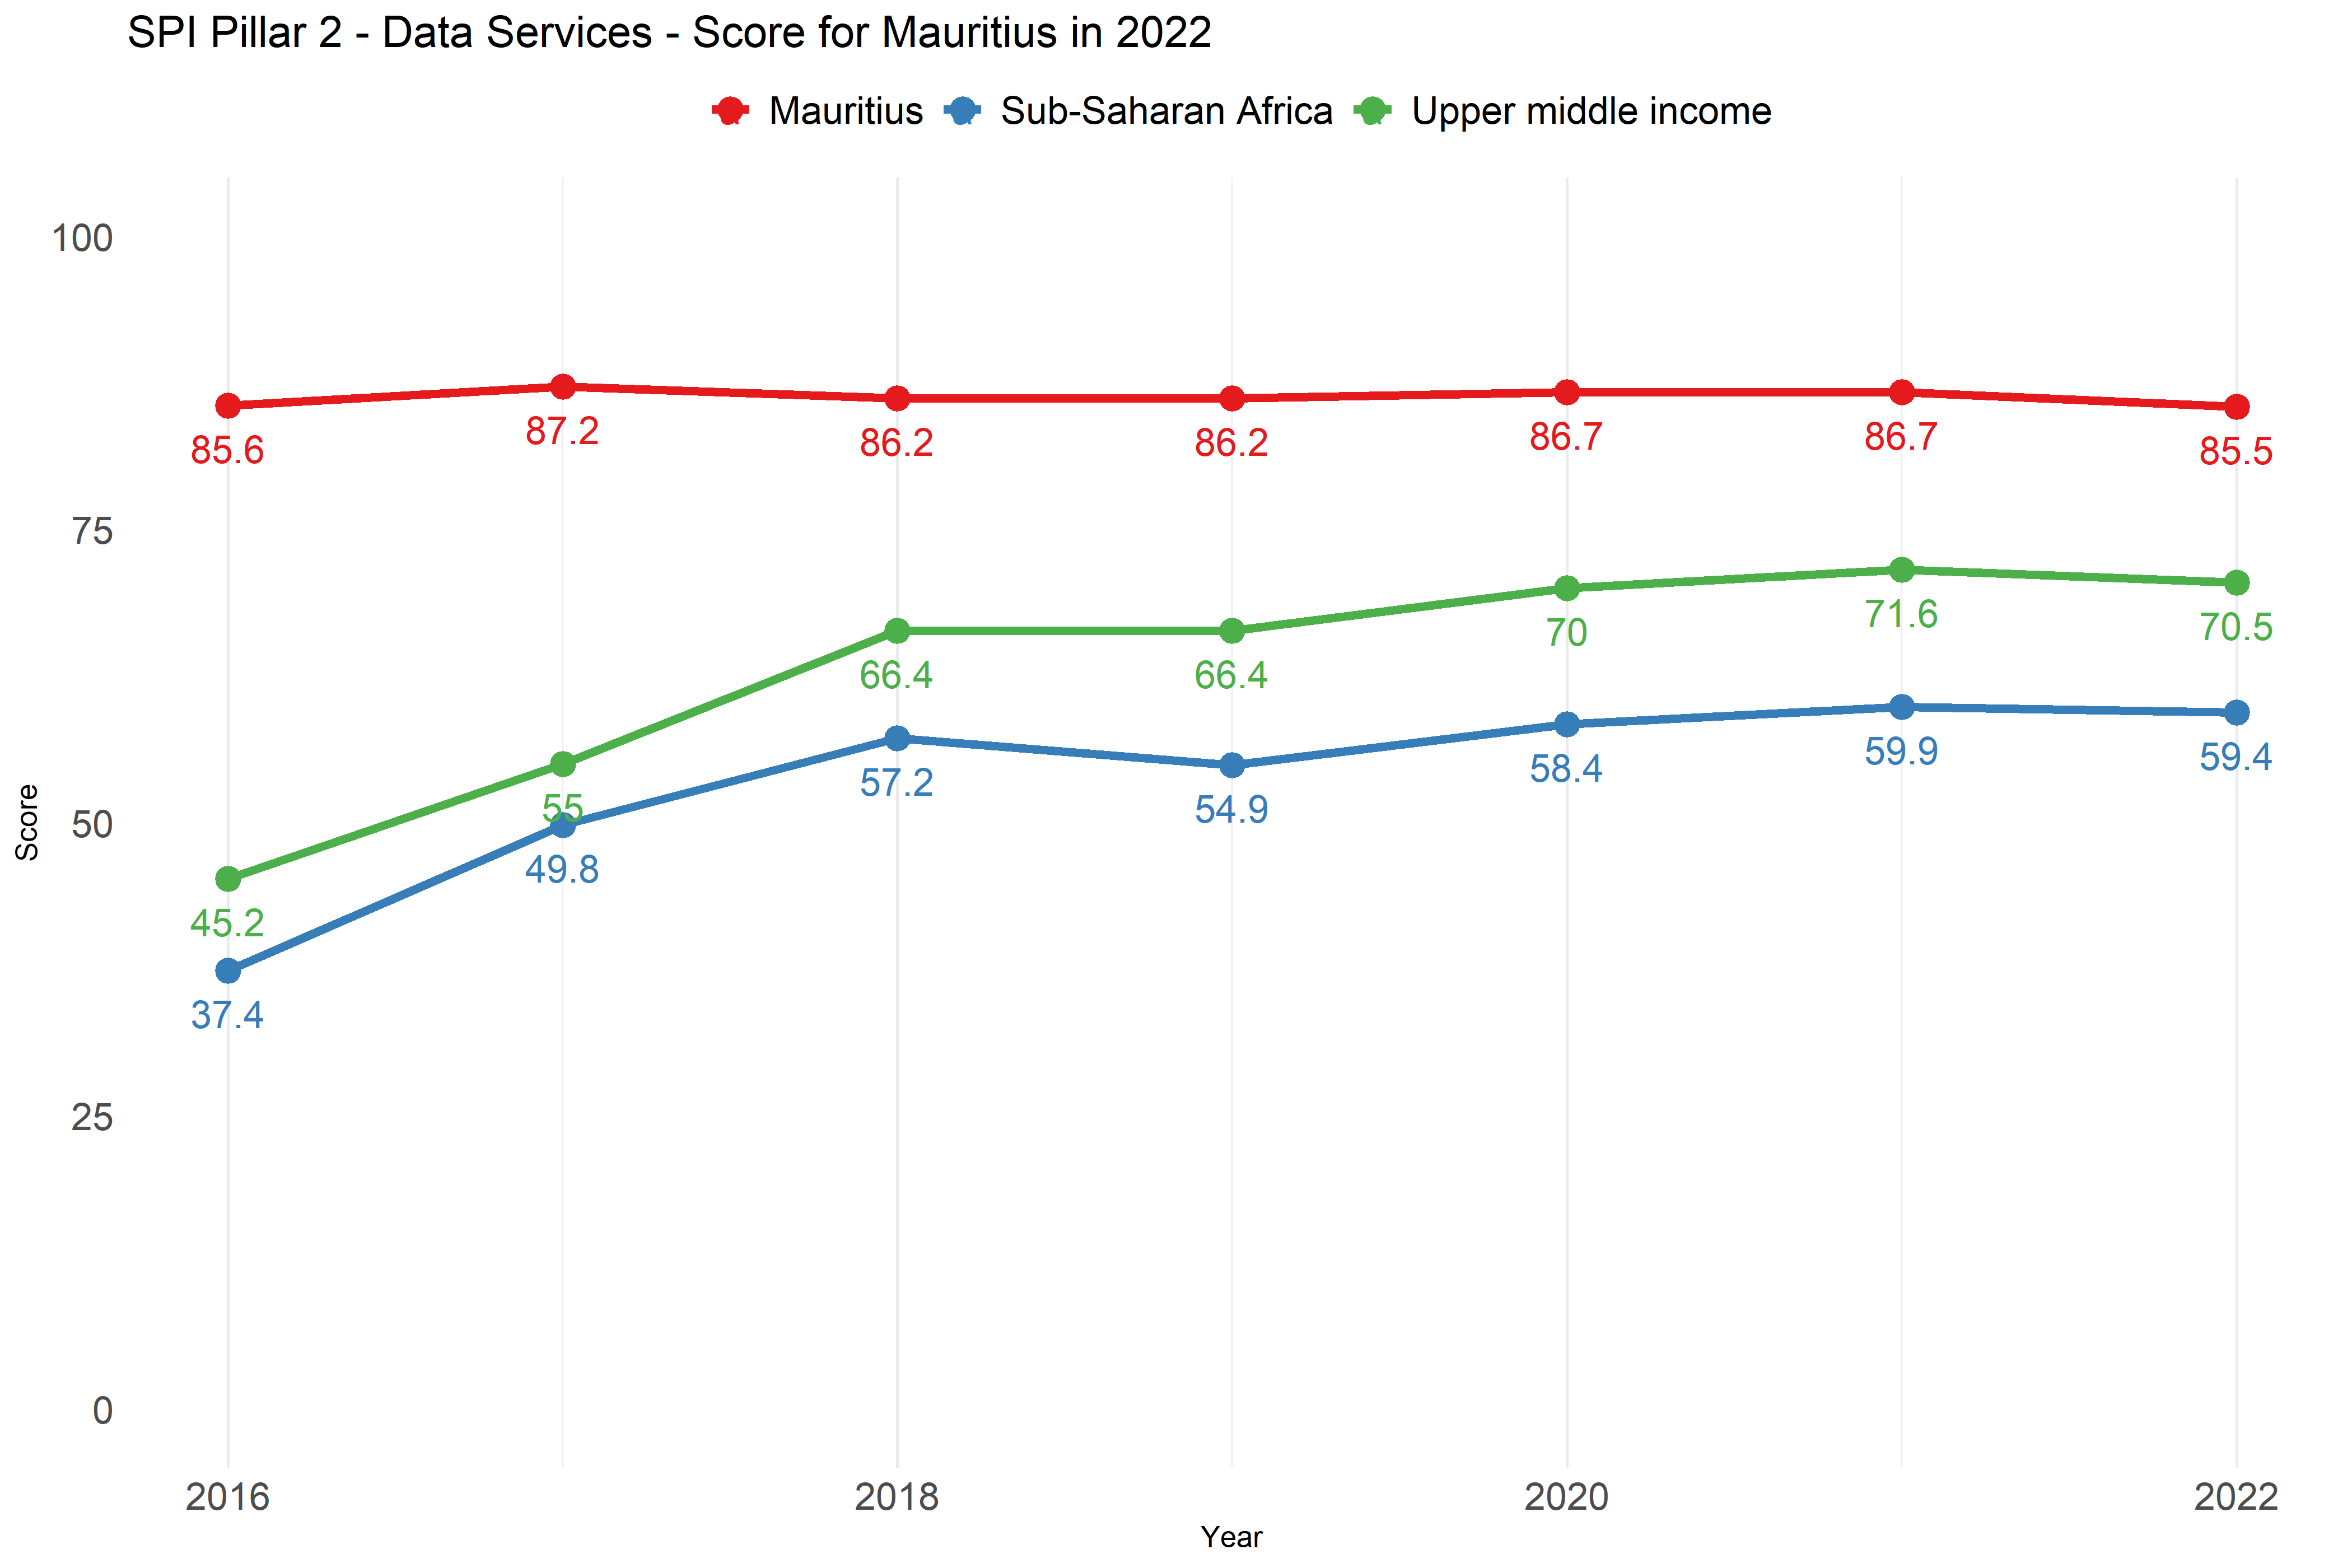 SPI Pillar 2 - Data Services - Score for Mauritius in 2022
Mauritius Sub-Saharan Africa Upper middle income
100
85.6 87.2 86.2 86.2 86.7 86.7 85.5
75
66.4 66.4 70 71.6 70.5
57.2 54.9 58.4 59.9 59.4
55
Score
50
49.8
45.2
37.4
25
0
2016 2018 2020 2022
Year